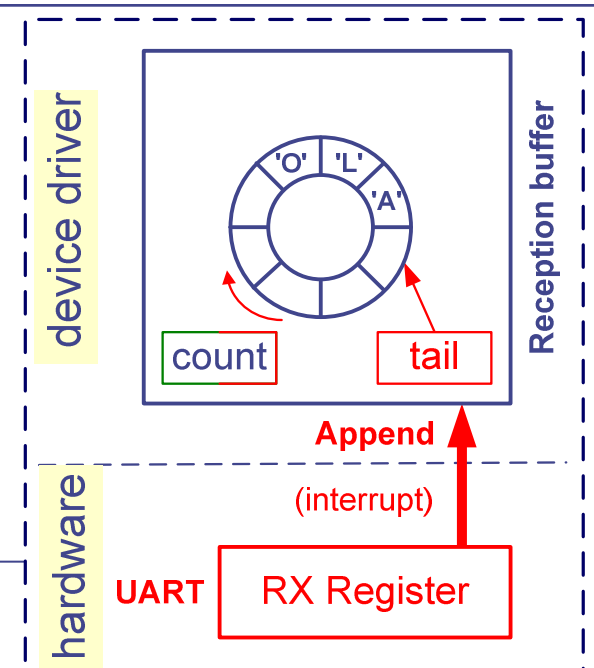 device driver
'O'
'L'
'A'
Reception buffer
count
tail
Append
(interrupt)
hardware
UART
RX Register